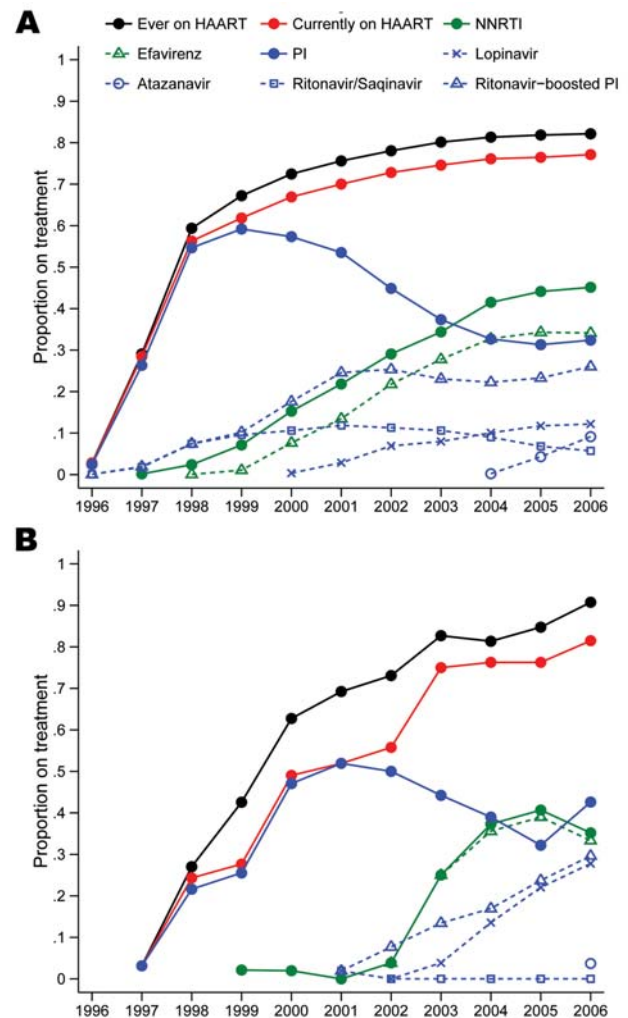 A
Ever on HAART Currently on HAART NNRTI
Efavirenz PI Lopinavir
Atazanavir Ritonavir/Saqinavir Ritonavir-boosted PI
Proportion on treatment
1
.9
.8
.7
.6
.5
.4
.3
.2
.1
0
1996 1997 1998 1999 2000 2001 2002 2003 2004 2005 2006
B
Proportion on treatment
1
.9
.8
.7
.6
.5
.4
.3
.2
.1
0
1996 1997 1998 1999 2000 2001 2002 2003 2004 2005 2006